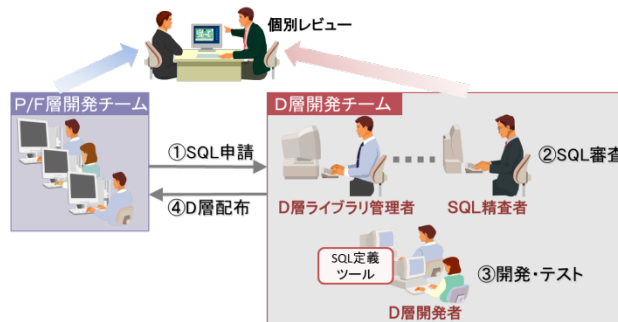 個別レビュー
P/F層開発チーム
D層開発チーム
①SQL申請
②SQL審査
④D層配布
D層ライブラリ管理者
SQL精査者
SQL定義
ツール
③開発・テスト
D層開発者